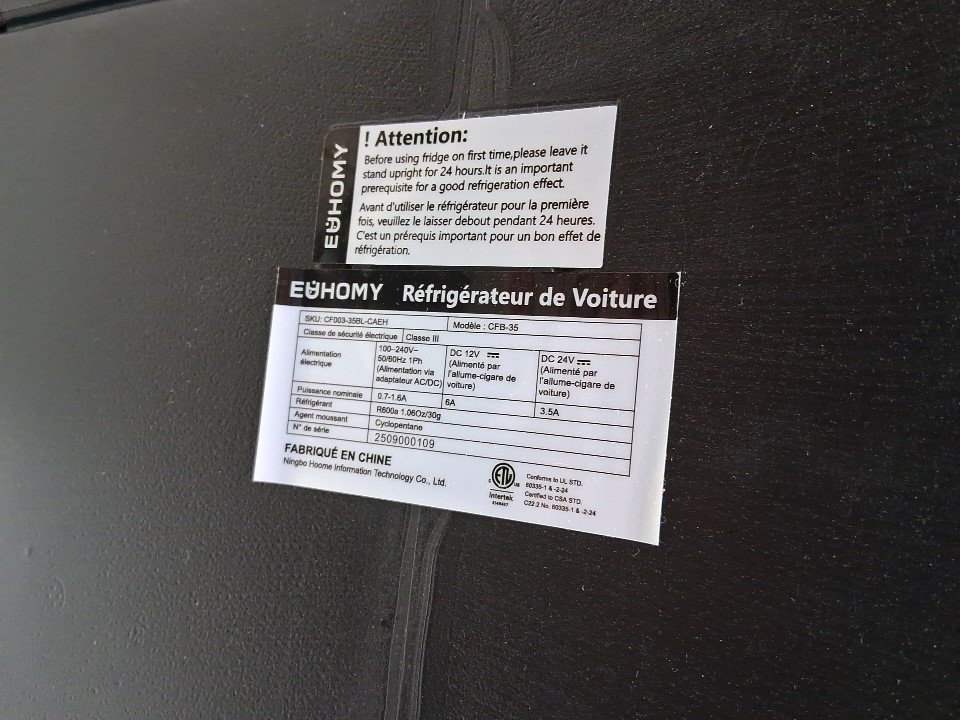 EUHOMY
! Attention:
Before using fridge on first time,please leave it
stand upright for 24 hours.It is an important
prerequisite for a good refrigeration effect.
Avant d'utiliser le réfrigérateur pour la première
fois, veuillez le laisser debout pendant 24 heures.
C'est un prérequis important pour un bon effet de
réfrigération.
EUHOMY Réfrigérateur de Voiture
SKU: CF003-35BL-CAEH Modèle : CFB-35
Classe de sécurité électrique Classe III
Alimentation
électrique
100-240V~
50/60Hz 1Ph
(Alimentation via
adaptateur AC/DC)
DC 12V
(Alimenté par
l'allume-cigare de
voiture)
DC 24V
(Alimenté par
l'allume-cigare de
voiture)
Puissance nominale 0.7-1.6A 6A 3.5A
Réfrigérant R600a 1.06Oz/30g
Agent moussant Cyclopentane
N° de série 2509000109
FABRIQUÉ EN CHINE
Ningbo Hoome Information Technology Co., Ltd.
C ETL US
Intertek
Conforms to UL STD.
60335-1 & -2-24
Certified to CSA STD.
C22.2 No. 60335-1 & -2-24